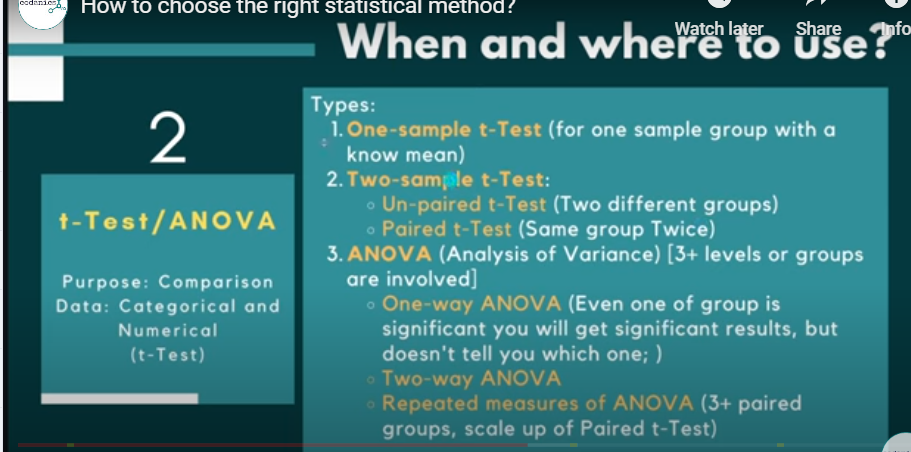 codanics
How to choose the right statistical method?
Watch later
Share
Info
When and where to use?
2
t-Test/ANOVA
Purpose: Comparison
Data: Categorical and
Numerical
(t-Test)
Types:
1. One-sample t-Test (for one sample group with a
know mean)
2. Two-sample t-Test:
◦ Un-paired t-Test (Two different groups)
◦ Paired t-Test (Same group Twice)
3. ANOVA (Analysis of Variance) [3+ levels or groups
are involved]
◦ One-way ANOVA (Even one of group is
significant you will get significant results, but
doesn't tell you which one; )
◦ Two-way ANOVA
◦ Repeated measures of ANOVA (3+ paired
groups, scale up of Paired t-Test)